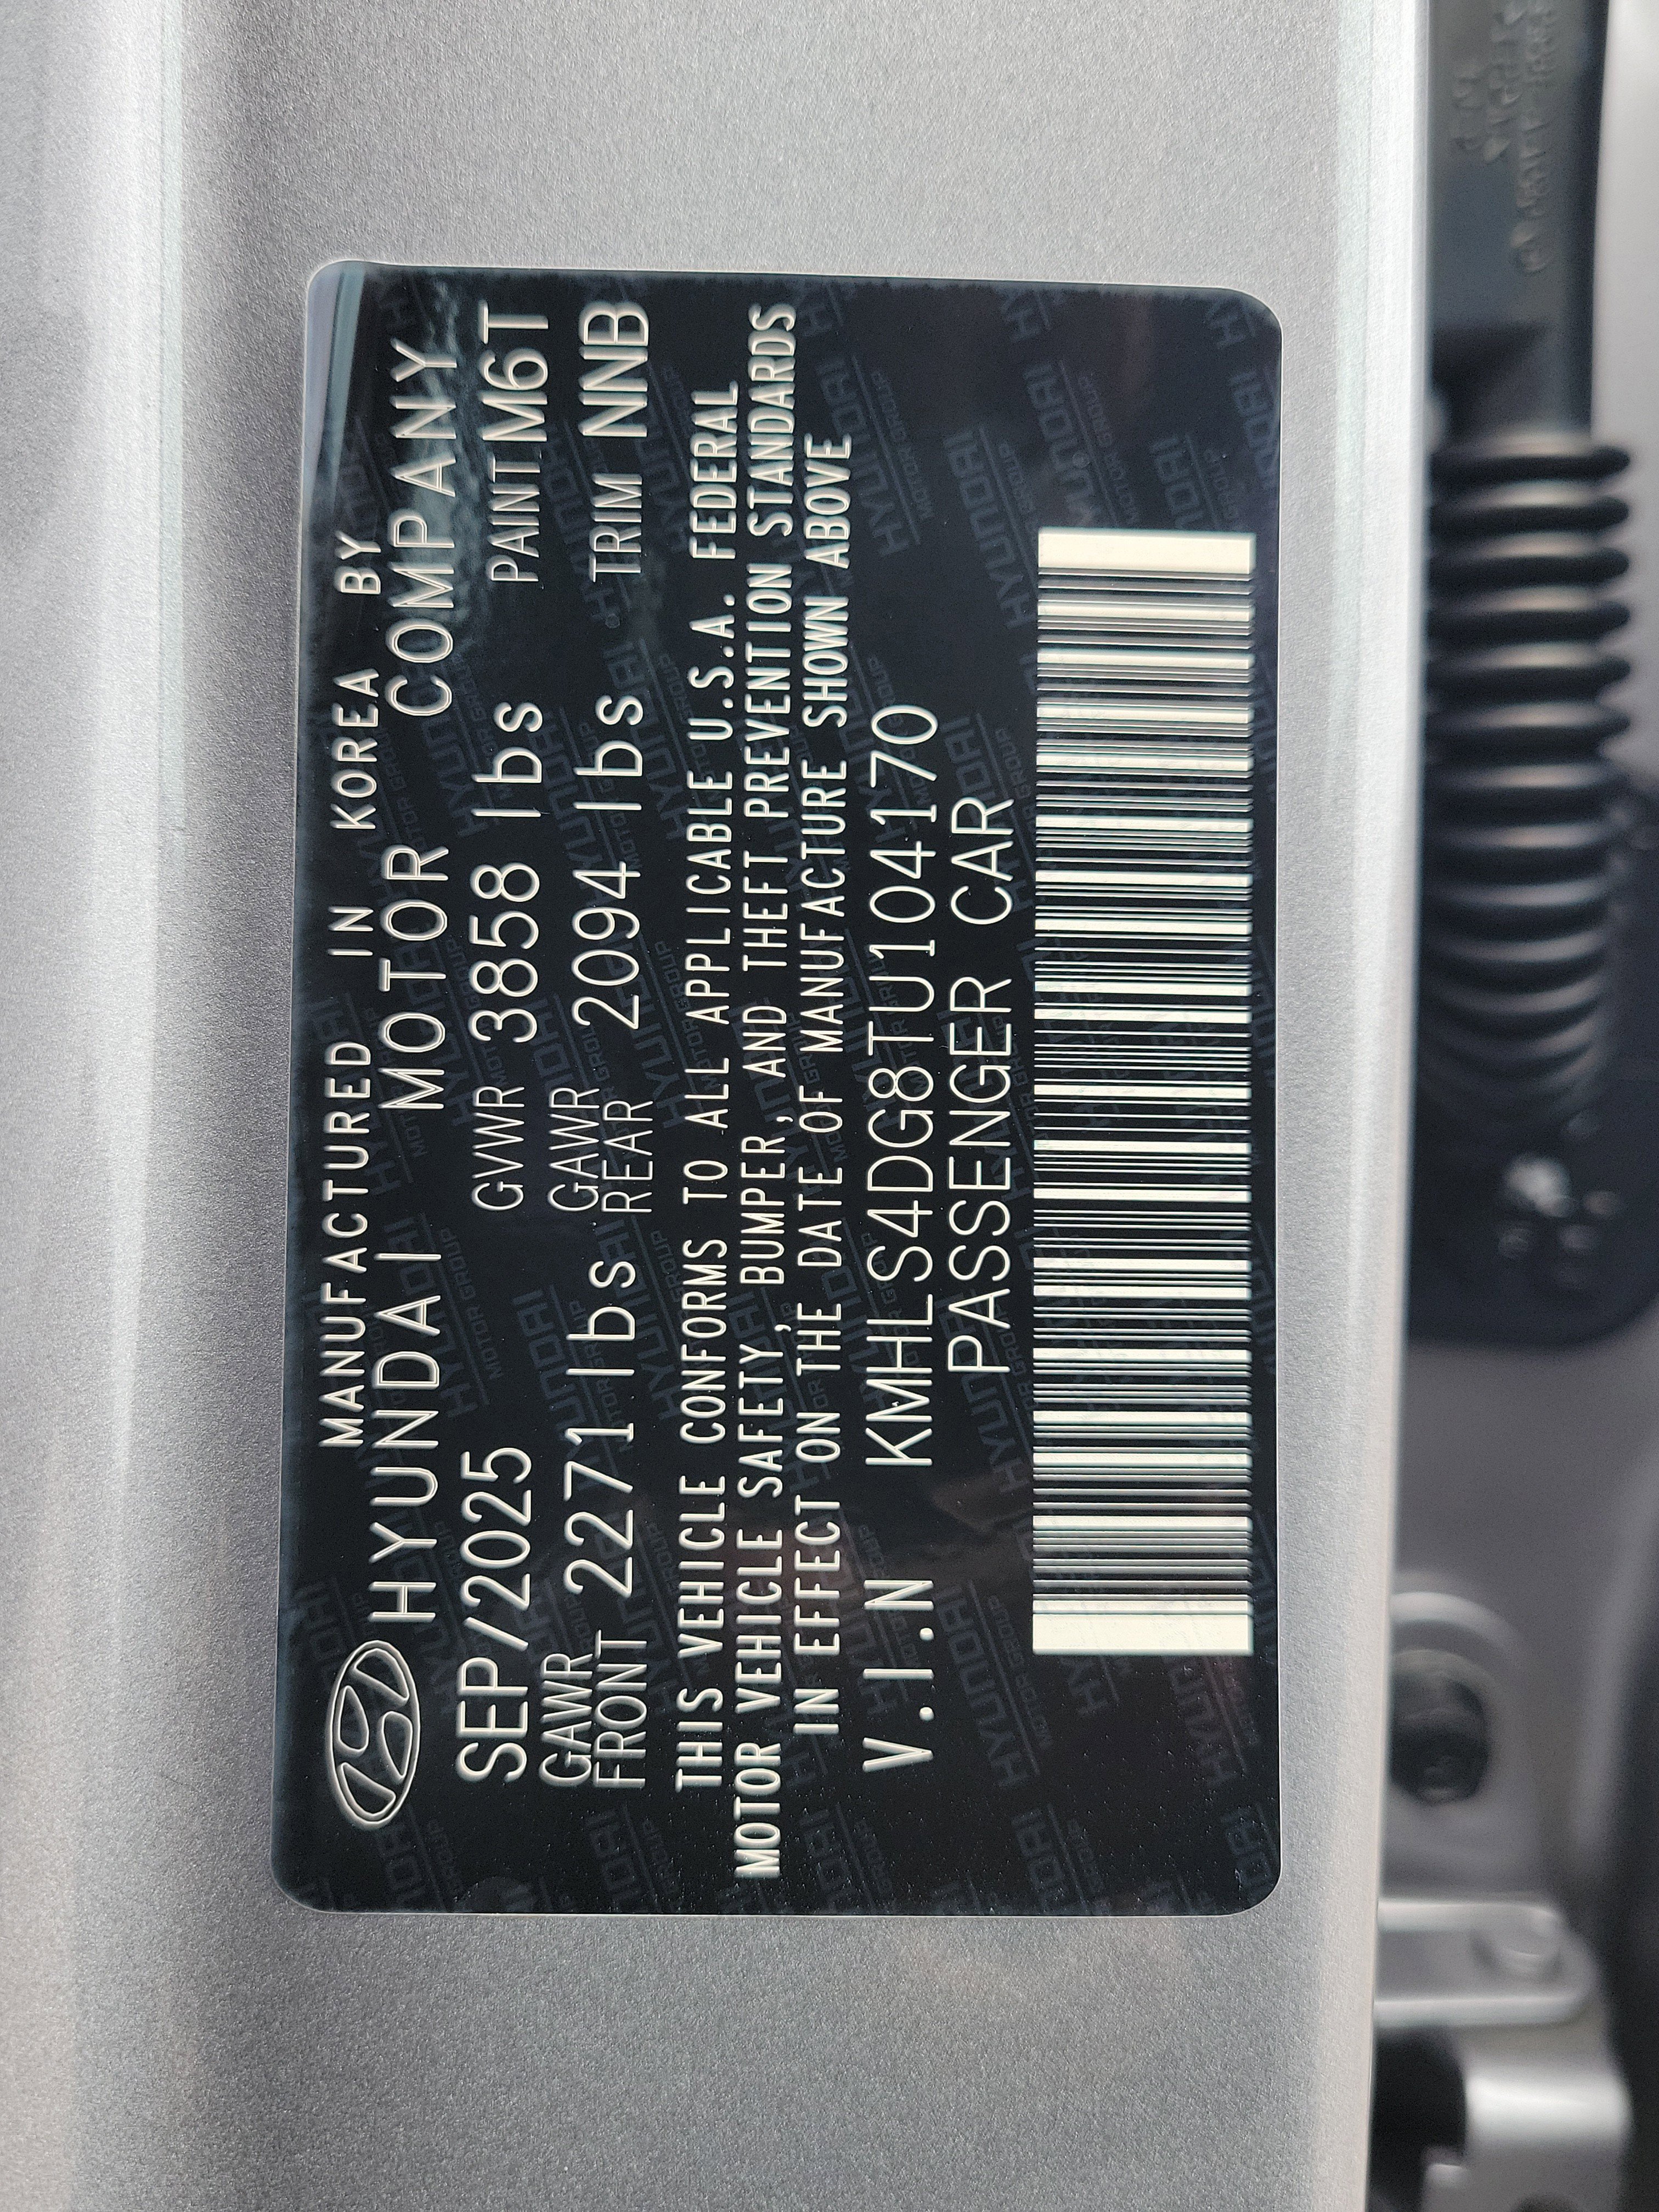 MANUFACTURED IN KOREA BY
HYUNDAI MOTOR COMPANY
SEP/2025 GVWR 3858 lbs PAINT M6T
GAWR FRONT 2271 lbs GAWR REAR 2094 lbs TRIM NNB
THIS VEHICLE CONFORMS TO ALL APPLICABLE U.S.A. FEDERAL
MOTOR VEHICLE SAFETY, BUMPER, AND THEFT PREVENTION STANDARDS
IN EFFECT ON THE DATE OF MANUFACTURE SHOWN ABOVE
V.I.N KMHLS4DG8TU104170
PASSENGER CAR